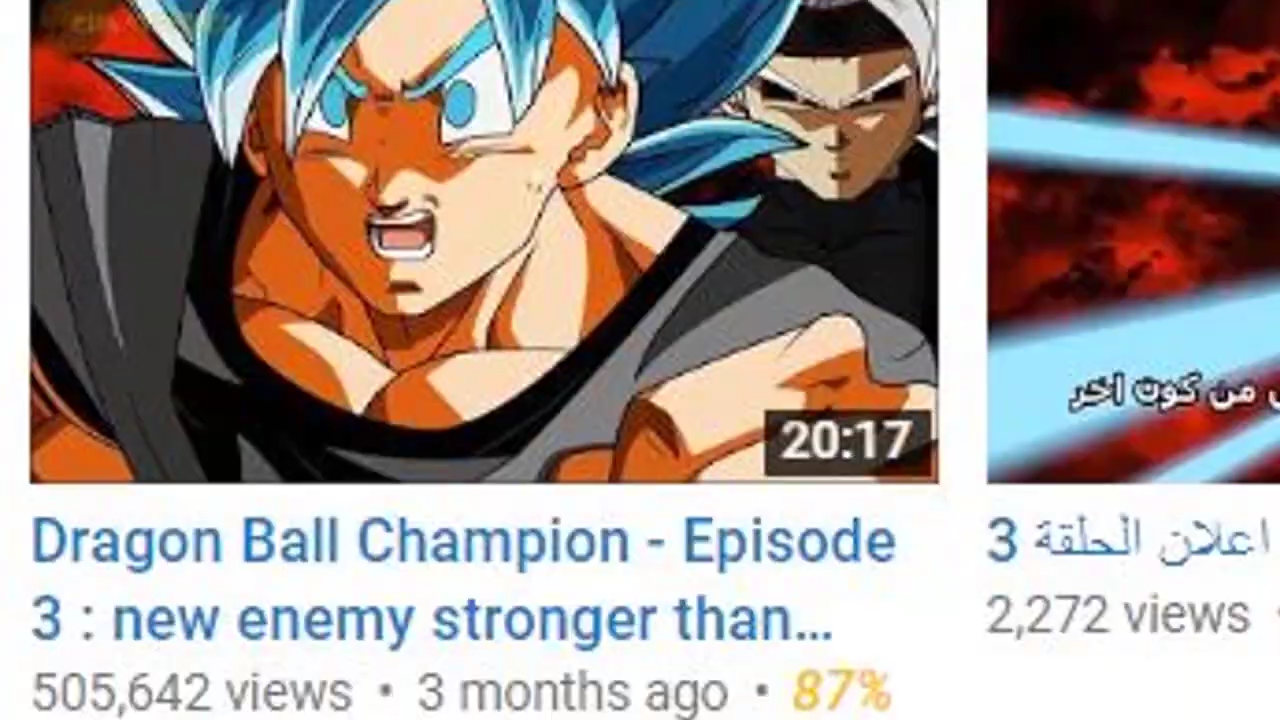 20:17
Dragon Ball Champion - Episode
3 : new enemy stronger than...
505,642 views • 3 months ago • 87%
من كون اخر
اعلان الحلقة 3
2,272 views